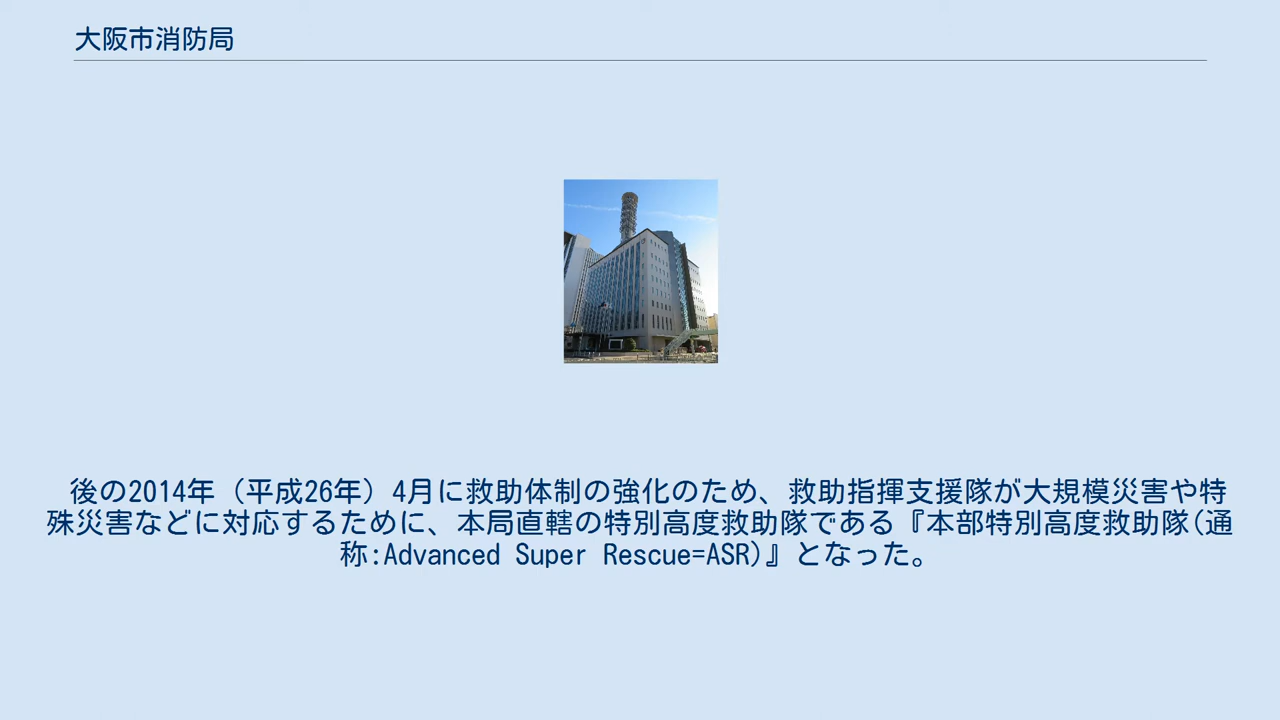 大阪市消防局
後の2014年（平成26年）4月に救助体制の強化のため、救助指揮支援隊が大規模災害や特
殊災害などに対応するために、本局直轄の特別高度救助隊である『本部特別高度救助隊(通
称:Advanced Super Rescue=ASR)』となった。